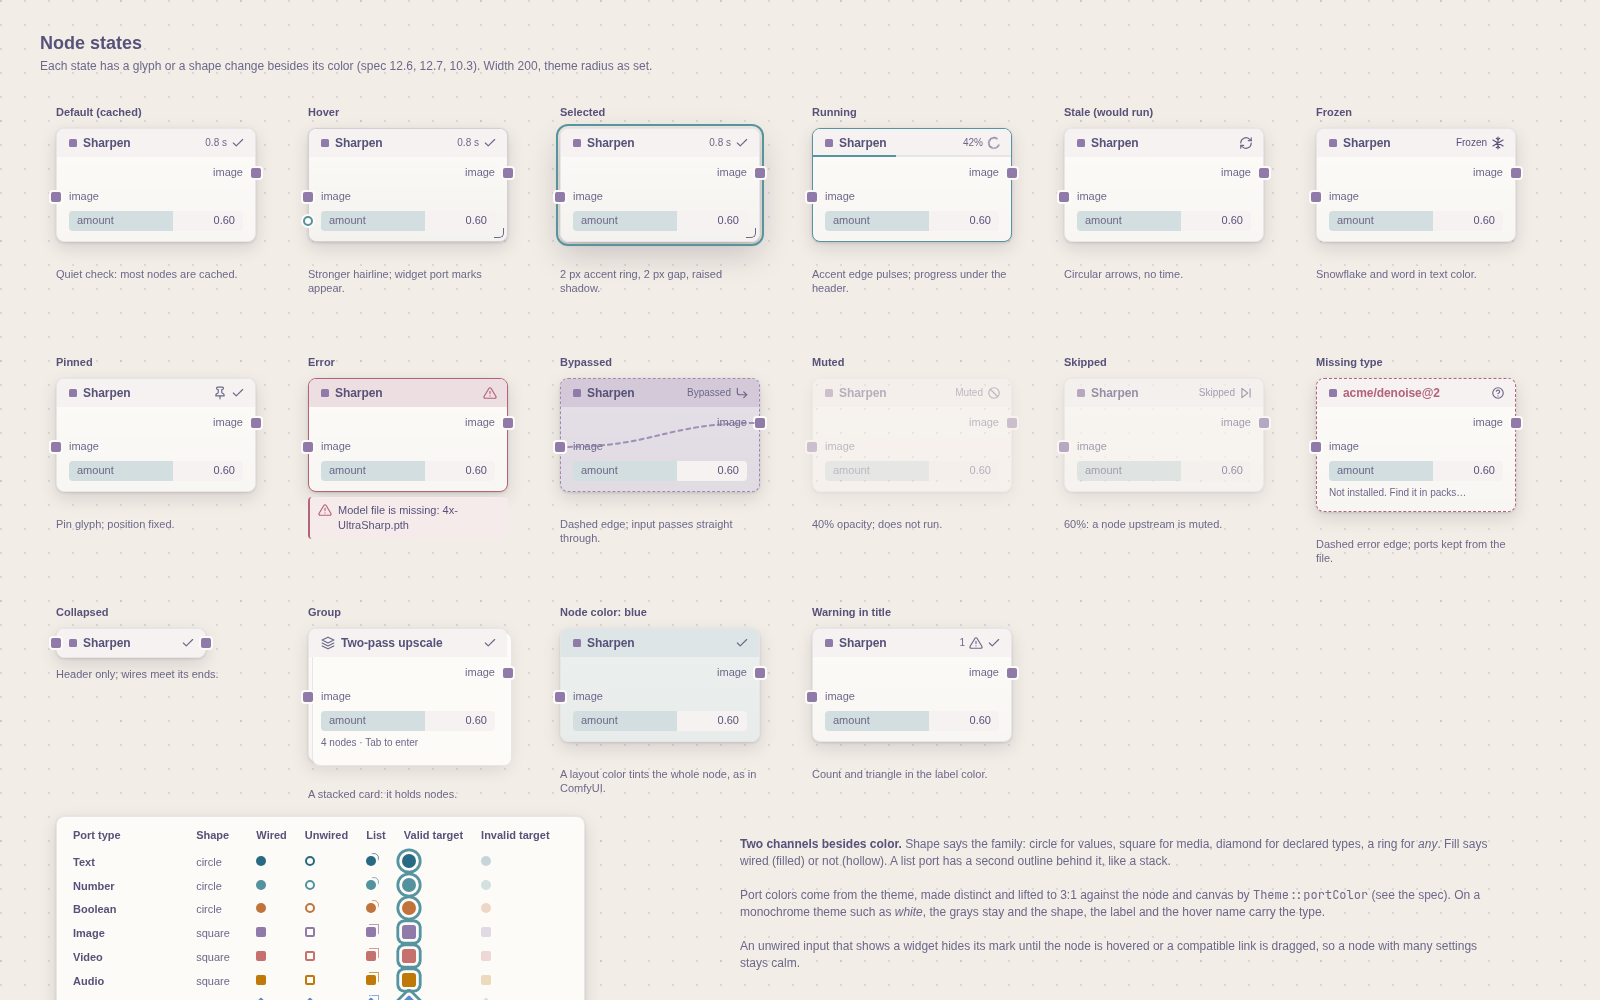 Node states
Each state has a glyph or a shape change besides its color (spec 12.6, 12.7, 10.3). Width 200, theme radius as set.
Default (cached)
Sharpen 0.8 s
image
image
amount 0.60
Quiet check: most nodes are cached.
Hover
Sharpen 0.8 s
image
image
amount 0.60
Stronger hairline; widget port marks
appear.
Selected
Sharpen 0.8 s
image
image
amount 0.60
2 px accent ring, 2 px gap, raised
shadow.
Running
Sharpen 42%
image
image
amount 0.60
Accent edge pulses; progress under the
header.
Stale (would run)
Sharpen
image
image
amount 0.60
Circular arrows, no time.
Frozen
Sharpen Frozen
image
image
amount 0.60
Snowflake and word in text color.
Pinned
Sharpen
image
image
amount 0.60
Pin glyph; position fixed.
Error
Sharpen
image
image
amount 0.60
Model file is missing: 4x-
UltraSharp.pth
Bypassed
Sharpen Bypassed
image
image
amount 0.60
Dashed edge; input passes straight
through.
Muted
Sharpen Muted
image
image
amount 0.60
40% opacity; does not run.
Skipped
Sharpen Skipped
image
image
amount 0.60
60%: a node upstream is muted.
Missing type
acme/denoise@2
image
image
amount 0.60
Not installed. Find it in packs…
Dashed error edge; ports kept from the
file.
Collapsed
Sharpen
Header only; wires meet its ends.
Group
Two-pass upscale
image
image
amount 0.60
4 nodes · Tab to enter
A stacked card: it holds nodes.
Node color: blue
Sharpen
image
image
amount 0.60
A layout color tints the whole node, as in
ComfyUI.
Warning in title
Sharpen 1
image
image
amount 0.60
Count and triangle in the label color.
Port type Shape Wired Unwired List Valid target Invalid target
Text circle
Number circle
Boolean circle
Image square
Video square
Audio square
Two channels besides color. Shape says the family: circle for values, square for media, diamond for declared types, a ring for any. Fill says
wired (filled) or not (hollow). A list port has a second outline behind it, like a stack.
Port colors come from the theme, made distinct and lifted to 3:1 against the node and canvas by Theme::portColor (see the spec). On a
monochrome theme such as white, the grays stay and the shape, the label and the hover name carry the type.
An unwired input that shows a widget hides its mark until the node is hovered or a compatible link is dragged, so a node with many settings
stays calm.